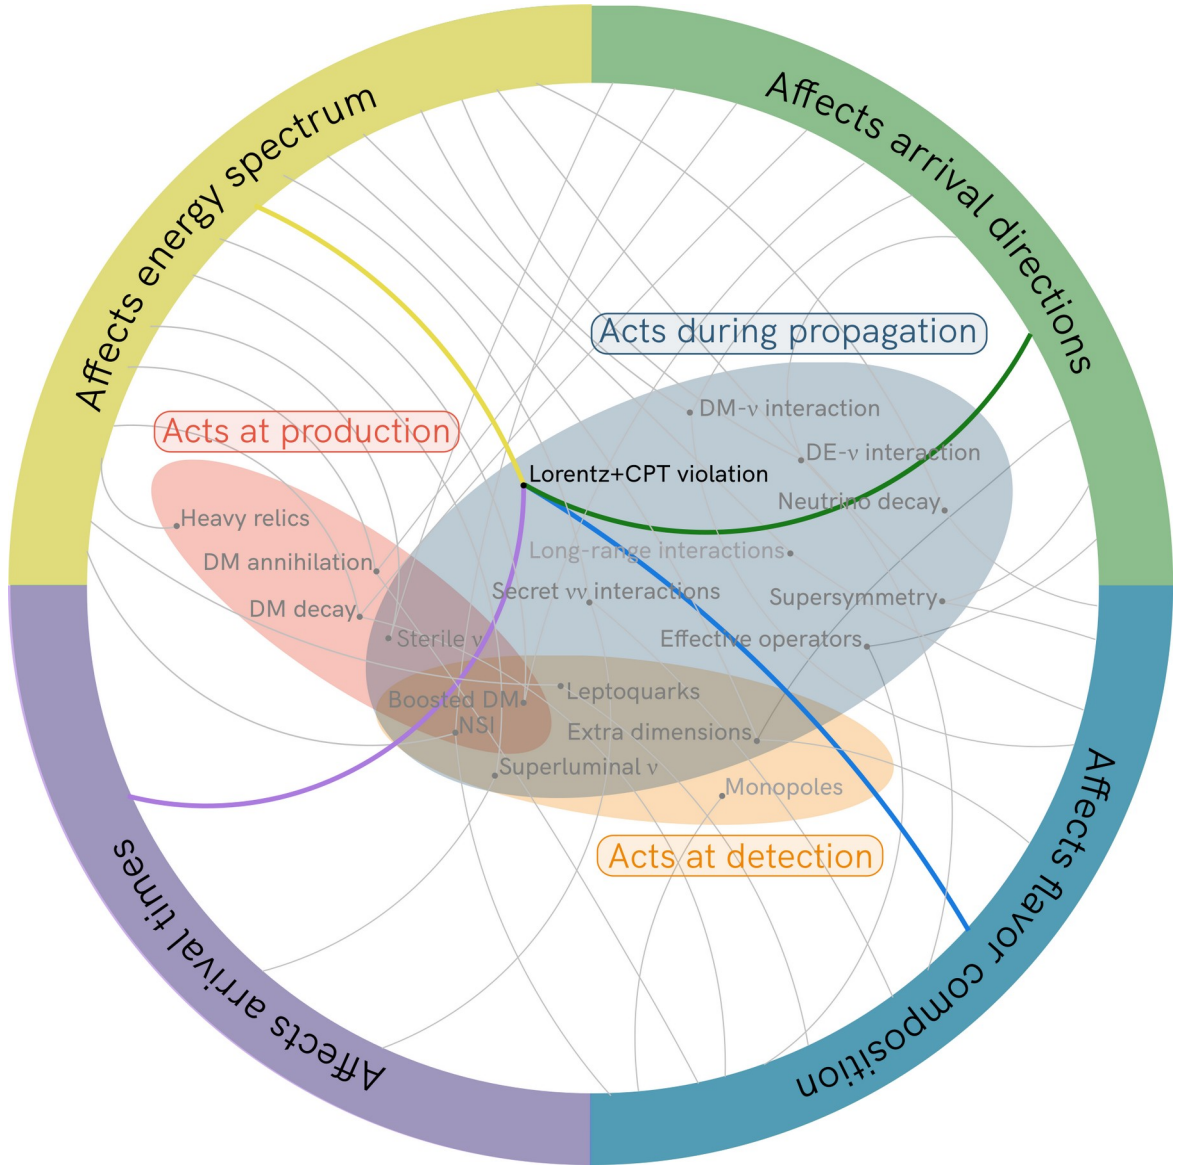 Affects energy spectrum
Affects arrival directions
Acts during propagation
DM-ν interaction
Acts at production
DE-ν interaction
Lorentz+CPT violation
Neutrino decay
Heavy relics
Long-range interactions
DM annihilation
Secret νν interactions
Supersymmetry
DM decay
Sterile ν
Effective operators
Leptoquarks
Boosted DM
NSI
Extra dimensions
Superluminal ν
Monopoles
Acts at detection
Affects arrival times
Affects flavor composition